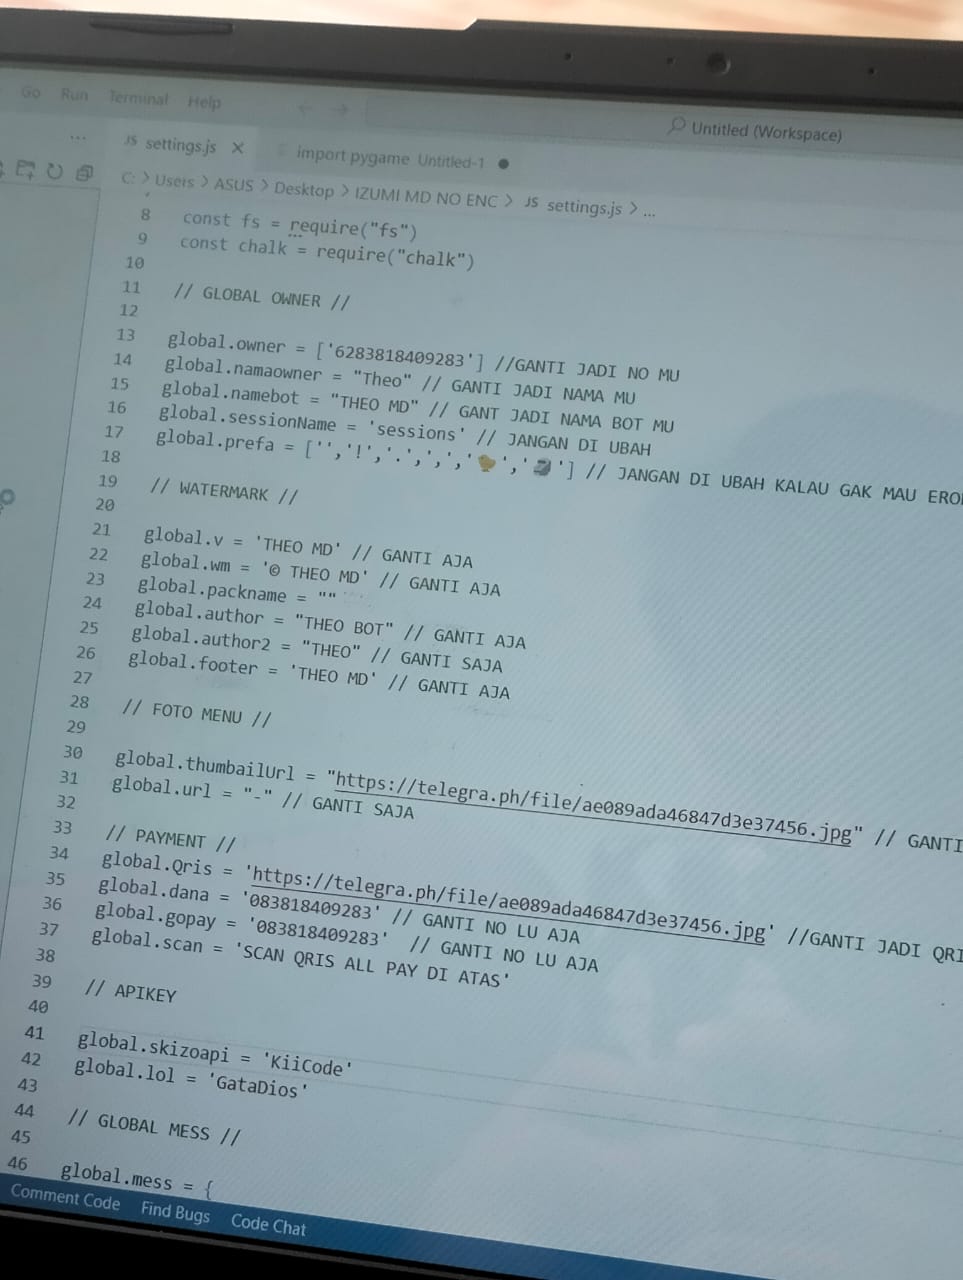 Go Run Terminal Help
Untitled (Workspace)
JS settings.js ×
import pygame Untitled-1 ●
C: > Users > ASUS > Desktop > IZUMI MD NO ENC > JS settings.js > ...
8 const fs = require("fs")
9 const chalk = require("chalk")
10
11 // GLOBAL OWNER //
12
13 global.owner = ['6283818409283'] //GANTI JADI NO MU
14 global.namaowner = "Theo" // GANTI JADI NAMA MU
15 global.namebot = "THEO MD" // GANT JADI NAMA BOT MU
16 global.sessionName = 'sessions' // JANGAN DI UBAH
17 global.prefa = ['','!','.',',','🐤','🗿'] // JANGAN DI UBAH KALAU GAK MAU
18
19 // WATERMARK //
20
21 global.v = 'THEO MD' // GANTI AJA
22 global.wm = '© THEO MD' // GANTI AJA
23 global.packname = ""
24 global.author = "THEO BOT" // GANTI AJA
25 global.author2 = "THEO" // GANTI SAJA
26 global.footer = 'THEO MD' // GANTI AJA
27
28 // FOTO MENU //
29
30 global.thumbailUrl = "https://telegra.ph/file/ae089ada46847d3e37456.jpg" // GANTI
31 global.url = "-" // GANTI SAJA
32
33 // PAYMENT //
34 global.Qris = 'https://telegra.ph/file/ae089ada46847d3e37456.jpg' //GANTI JADI
35 global.dana = '083818409283' // GANTI NO LU AJA
36 global.gopay = '083818409283' // GANTI NO LU AJA
37 global.scan = 'SCAN QRIS ALL PAY DI ATAS'
38
39 // APIKEY
40
41 global.skizoapi = 'KiiCode'
42 global.lol = 'GataDios'
43
44 // GLOBAL MESS //
45
46 global.mess = {
Comment Code Find Bugs Code Chat